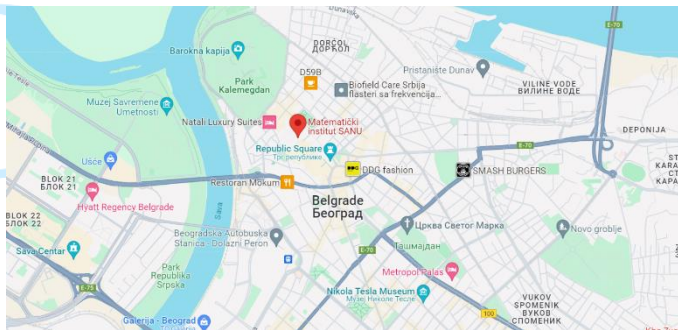 DORĆOL
ДОРЋОЛ
Barokna kapija
D59B
Pristaniste Dunav
Park
Kalemegdan
Biofield Care Srbija
flasteri sa frekvencija...
VILINE VODE
ВИЛИНЕ ВОДЕ
Muzej Savremene
Umetnosti
Natali Luxury Suites
Matematički
institut SANU
DEPONIJA
Republic Square
Трг републике
E-70
Ušće
DDG fashion
SMASH BURGERS
BLOK 21
БЛОК 21
Restoran Mokum
Hyatt Regency Belgrade
Sava
Belgrade
Београд
BLOK 22
БЛОК 22
Црква Светог Марка
Novo groblje
Beogradska Autobuska
Stanica - Dolazni Peron
Sava Centar
E-70
Ташмајдан
Park
Republika
Srpska
Metropol Palas
E-75
Nikola Tesla Museum
Музеј Николе Тесле
VUKOV
SPOMENIK
ВУКОВ
СПОМЕНИК
100
Galerija - Beograd